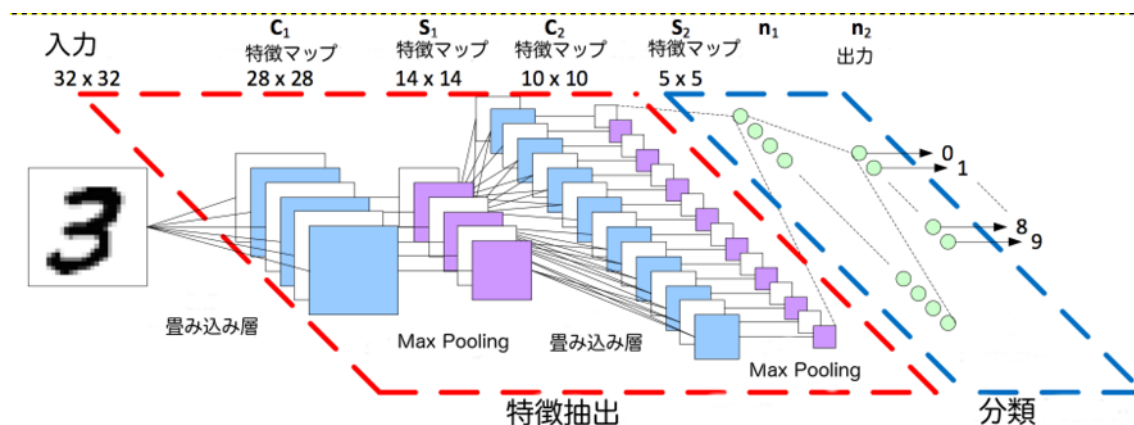 入力
32 x 32
C1
特徴マップ
28 x 28
S1
特徴マップ
14 x 14
C2
特徴マップ
10 x 10
S2
特徴マップ
5 x 5
n1
n2
出力
0
1
8
9
畳み込み層
Max Pooling
畳み込み層
Max Pooling
特徴抽出
分類